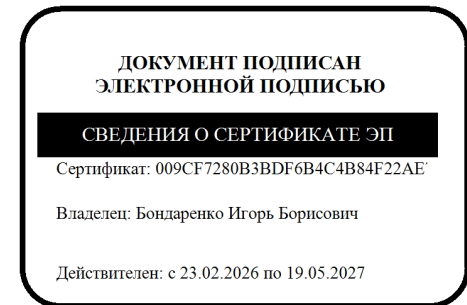 ДОКУМЕНТ ПОДПИСАН
ЭЛЕКТРОННОЙ ПОДПИСЬЮ
СВЕДЕНИЯ О СЕРТИФИКАТЕ ЭП
Сертификат: 009CF7280B3BDF6B4C4B84F22AE
Владелец: Бондаренко Игорь Борисович
Действителен: с 23.02.2026 по 19.05.2027